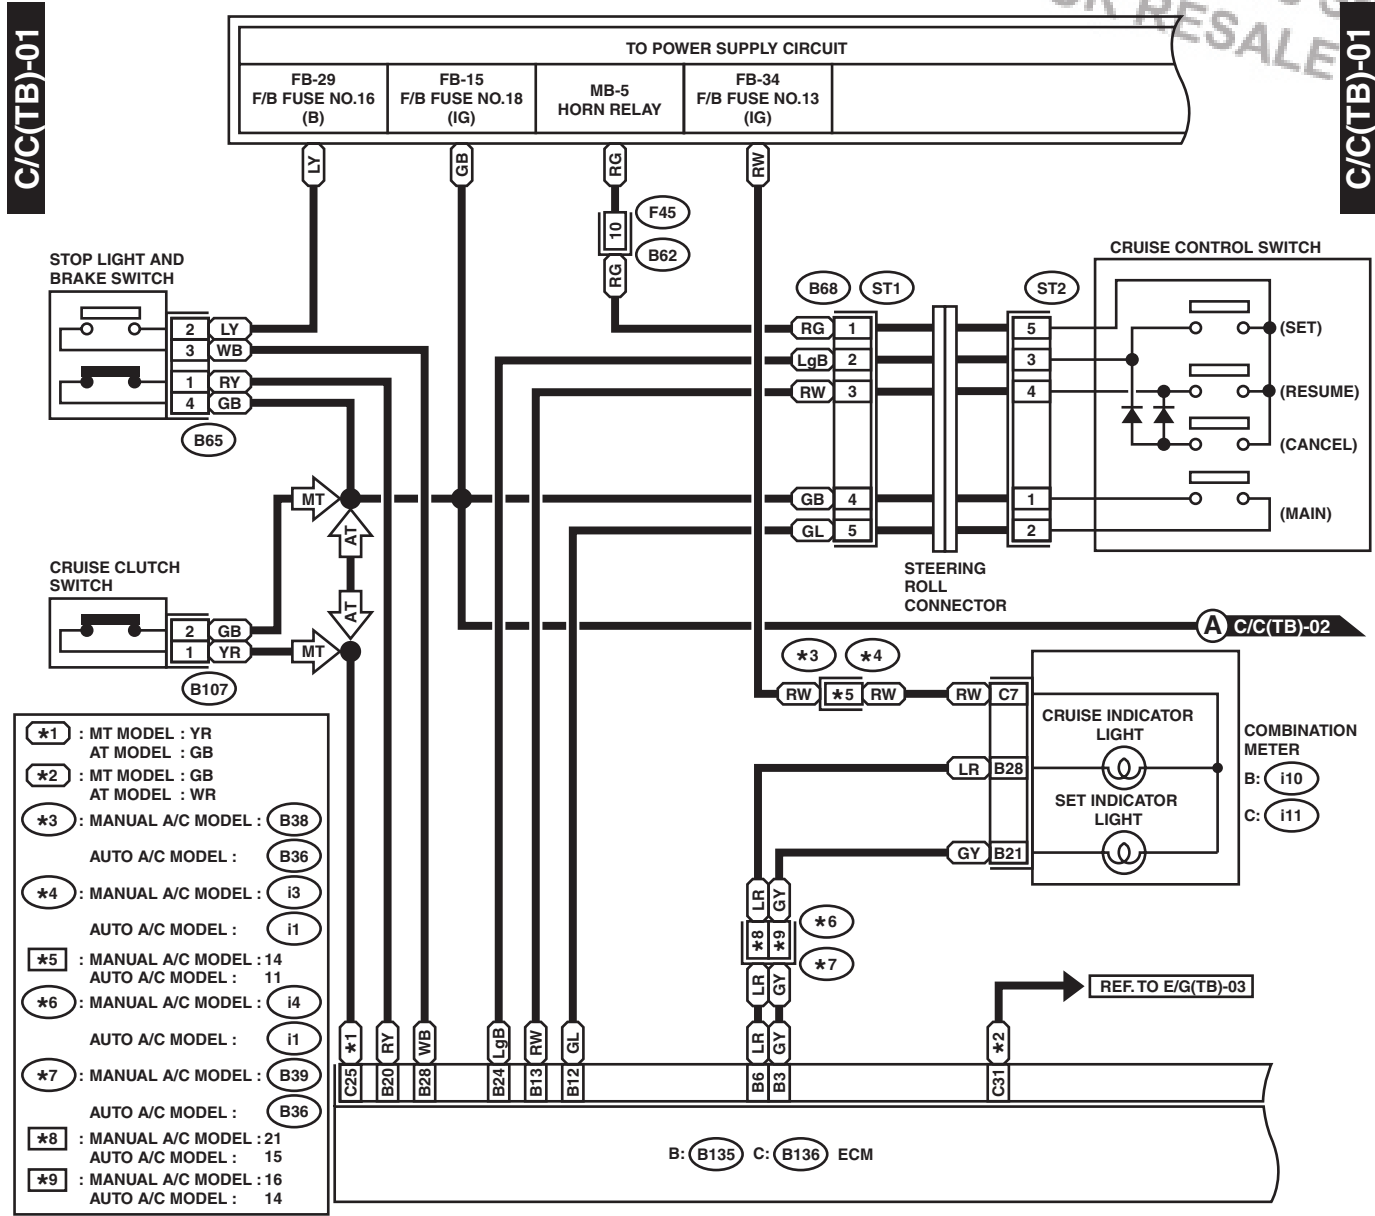 C/C(TB)-01
OR RESALE
C/C(TB)-01
TO POWER SUPPLY CIRCUIT
FB-29
F/B FUSE NO.16
(B)
FB-15
F/B FUSE NO.18
(IG)
MB-5
HORN RELAY
FB-34
F/B FUSE NO.13
(IG)
LY
GB
RG
RW
10
F45
B62
RG
STOP LIGHT AND
BRAKE SWITCH
2 LY
3 WB
1 RY
4 GB
B65
CRUISE CONTROL SWITCH
B68
ST1
ST2
RG 1
LgB 2
RW 3
GB 4
GL 5
5
3
4
1
2
(SET)
(RESUME)
(CANCEL)
(MAIN)
STEERING
ROLL
CONNECTOR
MT
AT
AT
MT
CRUISE CLUTCH
SWITCH
2 GB
1 YR
B107
A C/C(TB)-02
*3
*4
RW *5 RW
RW C7
LR B28
GY B21
CRUISE INDICATOR
LIGHT
SET INDICATOR
LIGHT
COMBINATION
METER
B: i10
C: i11
*1 : MT MODEL : YR
AT MODEL : GB
*2 : MT MODEL : GB
AT MODEL : WR
*3 : MANUAL A/C MODEL : B38
AUTO A/C MODEL : B36
*4 : MANUAL A/C MODEL : i3
AUTO A/C MODEL : i1
*5 : MANUAL A/C MODEL : 14
AUTO A/C MODEL : 11
*6 : MANUAL A/C MODEL : i4
AUTO A/C MODEL : i1
*7 : MANUAL A/C MODEL : B39
AUTO A/C MODEL : B36
*8 : MANUAL A/C MODEL : 21
AUTO A/C MODEL : 15
*9 : MANUAL A/C MODEL : 16
AUTO A/C MODEL : 14
LR GY
*8 *9
*6
*7
LR GY
REF. TO E/G(TB)-03
*1 RY WB LgB RW GL LR GY *2
C25 B20 B28 B24 B13 B12 B6 B3 C31
B: B135 C: B136 ECM